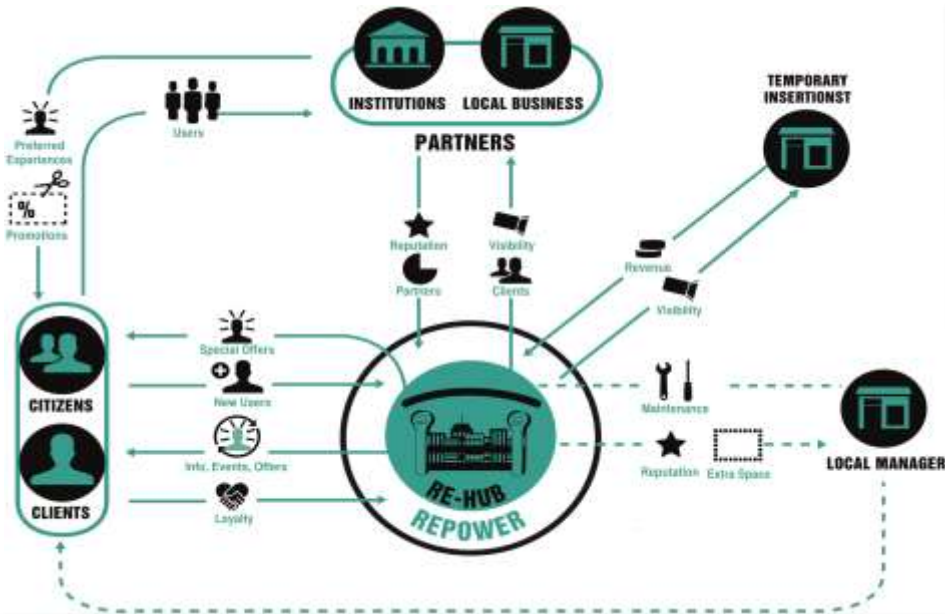 INSTITUTIONS
LOCAL BUSINESS
PARTNERS
TEMPORARY
INSERTIONST
Users
Preferred
Experiences
%
Promotions
Reputation
Visibility
Partners
Clients
Revenue
Visibility
Special Offers
CITIZENS
New Users
Maintenance
Info, Events, Offers
Reputation
Extra Space
LOCAL MANAGER
CLIENTS
Loyalty
RE-HUB
REPOWER